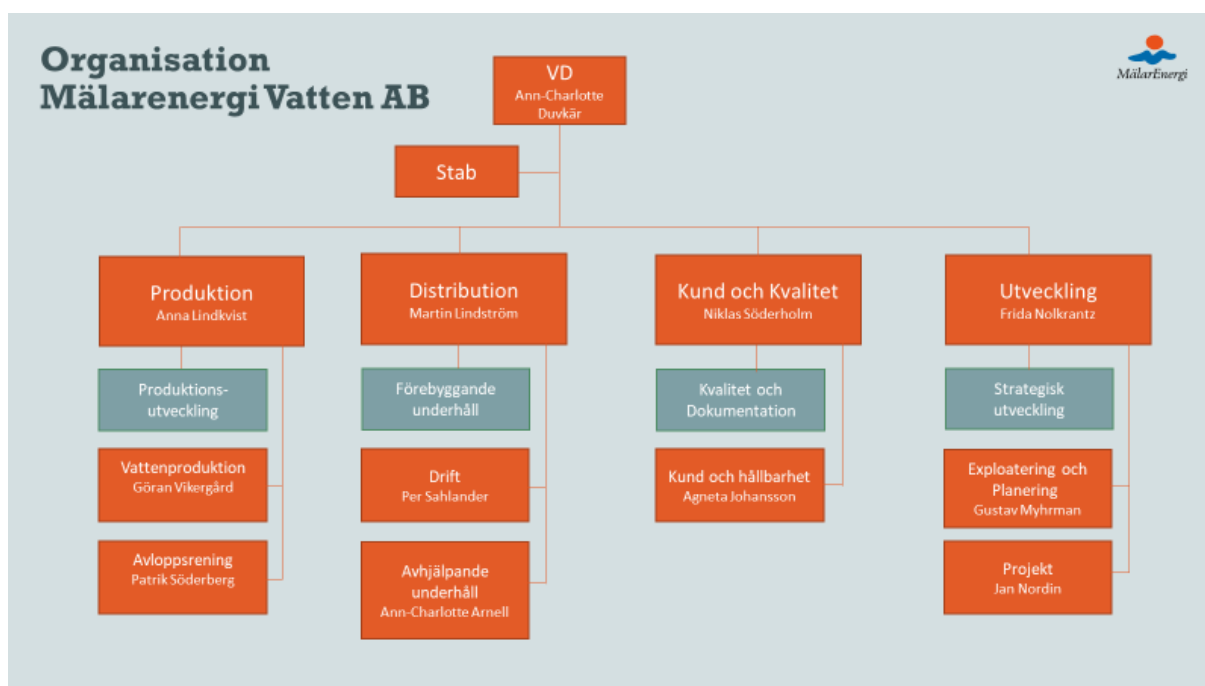 Organisation
Mälarenergi Vatten AB
MälarEnergi
VD
Ann-Charlotte
Duvkär
Stab
Produktion
Anna Lindkvist
Distribution
Martin Lindström
Kund och Kvalitet
Niklas Söderholm
Utveckling
Frida Nolkrantz
Produktions-
utveckling
Förebyggande
underhåll
Kvalitet och
Dokumentation
Strategisk
utveckling
Vattenproduktion
Göran Vikergård
Drift
Per Sahlander
Kund och hållbarhet
Agneta Johansson
Exploatering och
Planering
Gustav Myhrman
Avloppsrening
Patrik Söderberg
Avhjälpande
underhåll
Ann-Charlotte Arnell
Projekt
Jan Nordin